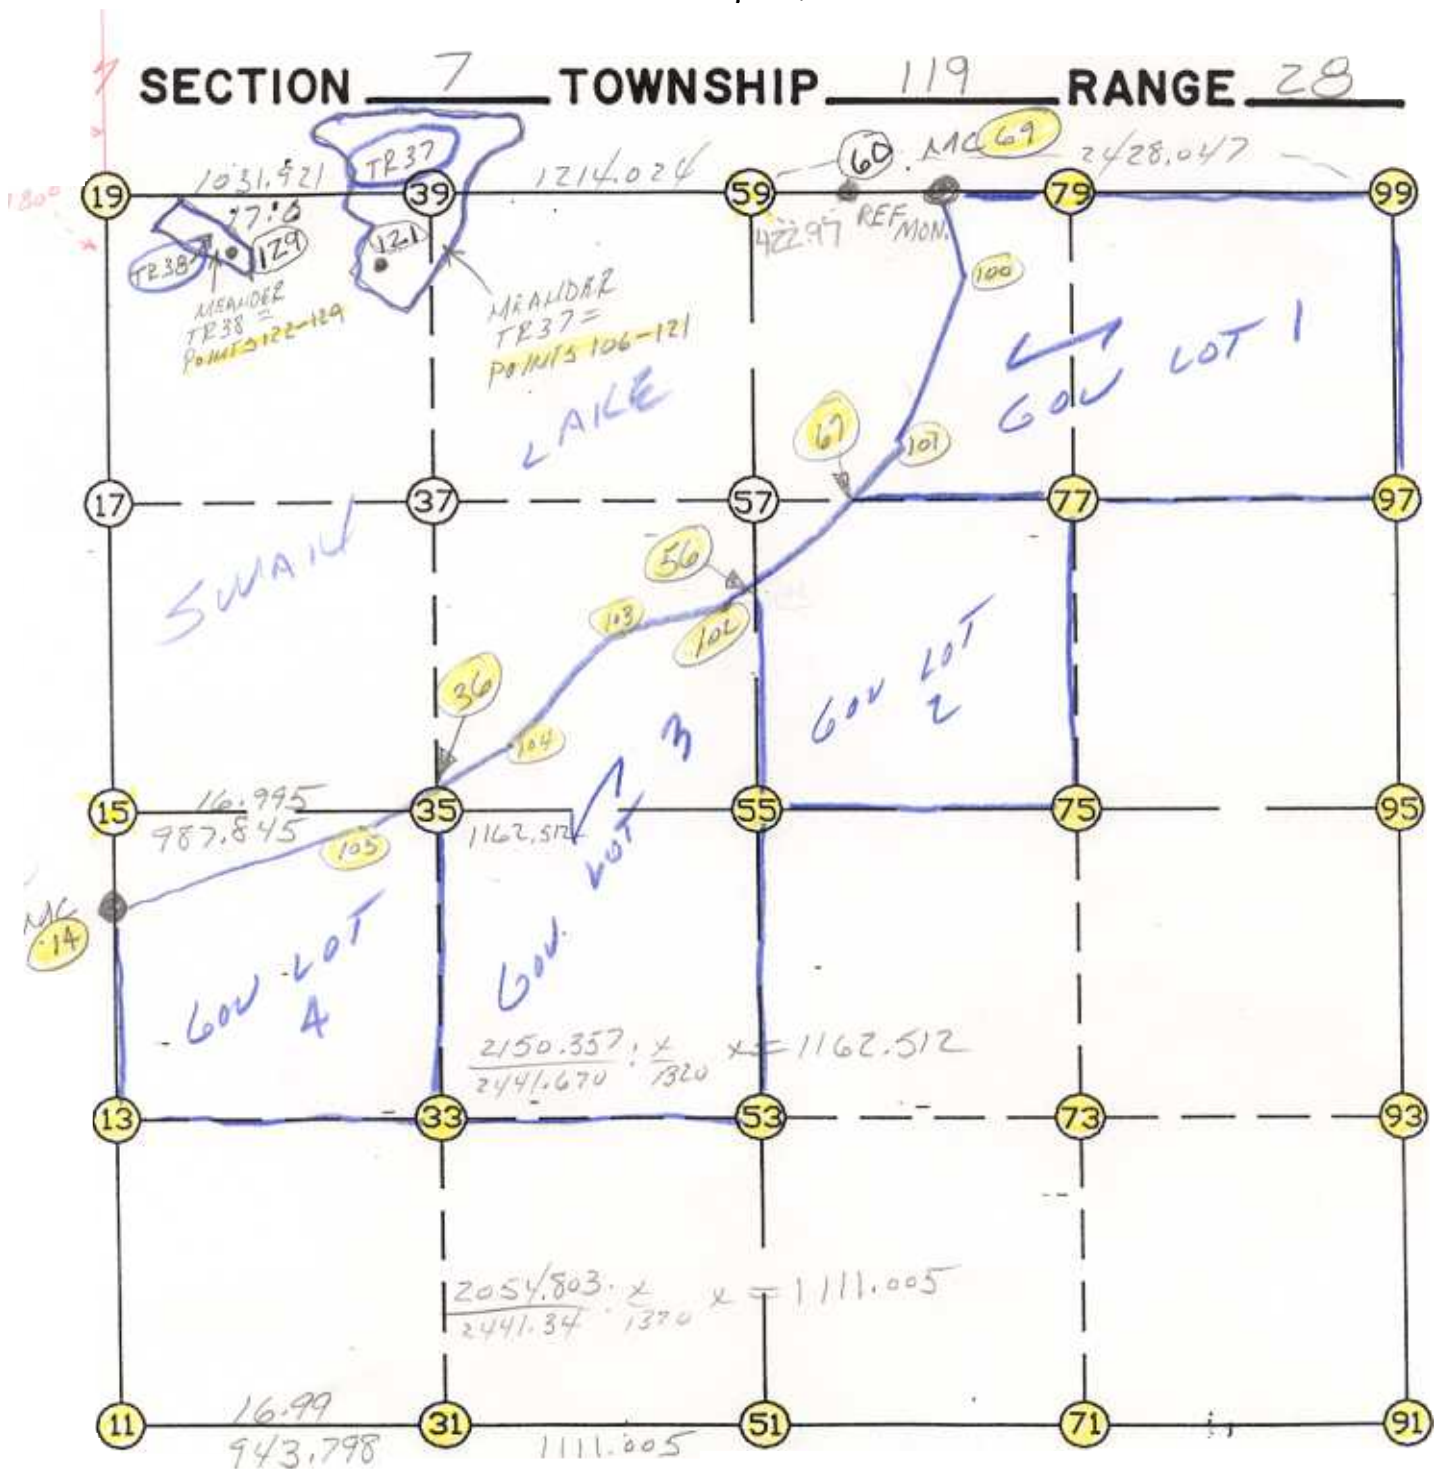 SECTION 7 TOWNSHIP 119 RANGE 28
TR37
60 MC 69
2428.047
1031.921
1214.024
19 39 59 79 99
17.6
129
121
422.97 REF MON.
TR38
100
MEANDER
TR38 =
POINTS 122-129
MEANDER
TR37 =
POINTS 106-121
GOV LOT 1
LAKE
67
101
17 37 57 77 97
SWAN
56
103
102
GOV LOT
2
36
104
16.995
15 35 55 75 95
987.845
105
1162.512
GOV. LOT 3
MC
14
GOV LOT
4
2150.357 : x x = 1162.512
2441.670 1320
13 33 53 73 93
2054.803 : x x = 1111.005
2441.34 1320
16.99
11 31 51 71 91
943.798
1111.005